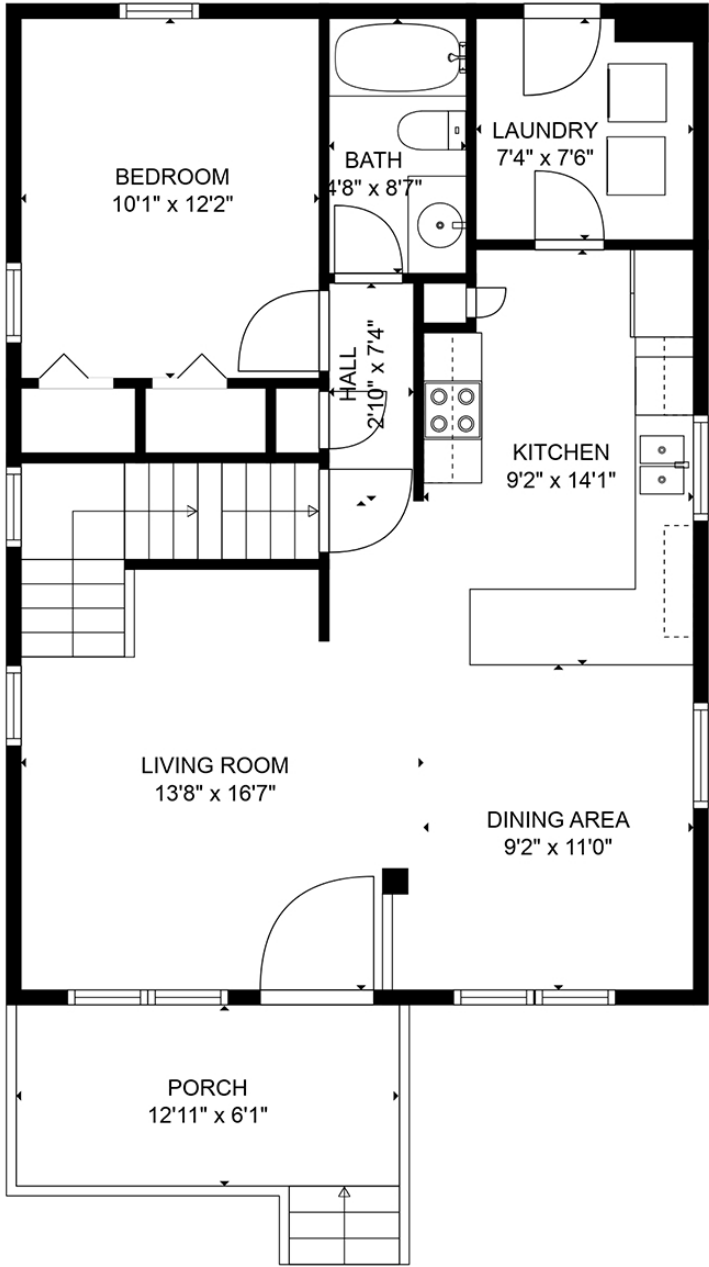 BEDROOM
10'1" x 12'2"
BATH
4'8" x 8'7"
LAUNDRY
7'4" x 7'6"
HALL
2'10" x 7'4"
KITCHEN
9'2" x 14'1"
LIVING ROOM
13'8" x 16'7"
DINING AREA
9'2" x 11'0"
PORCH
12'11" x 6'1"